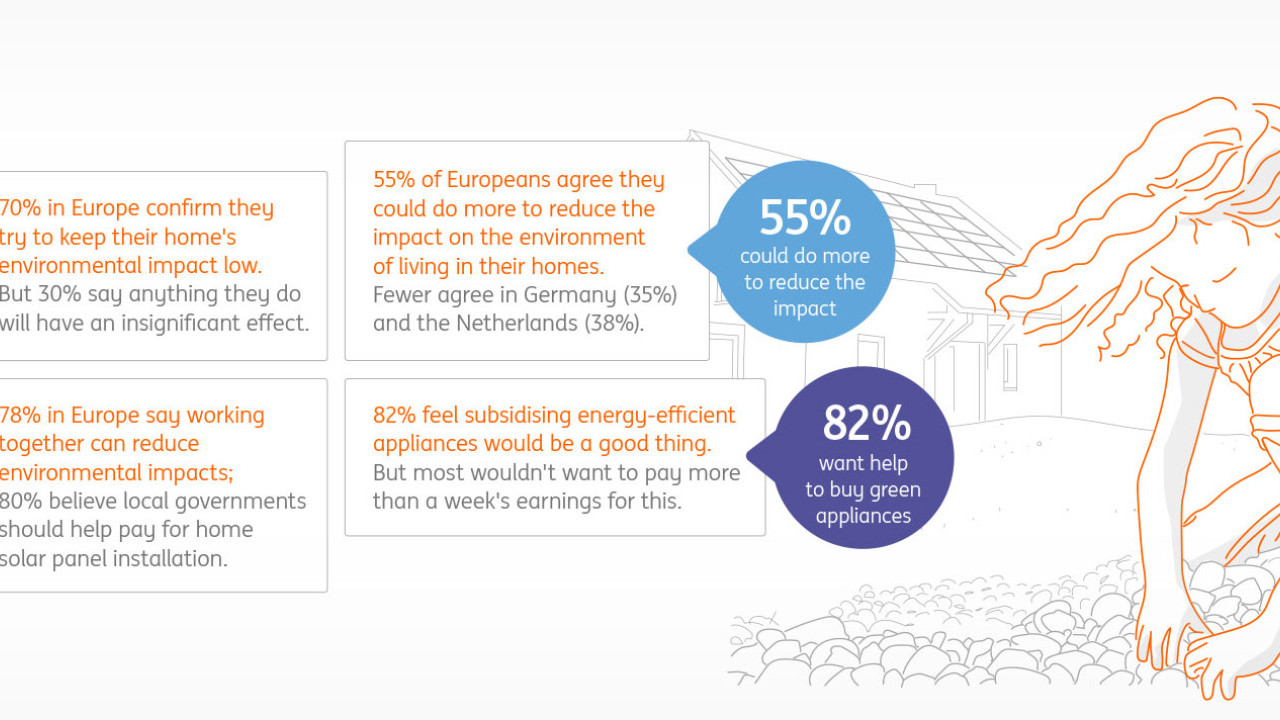 70% in Europe confirm they
try to keep their home's
environmental impact low.
But 30% say anything they do
will have an insignificant effect.
55% of Europeans agree they
could do more to reduce the
impact on the environment
of living in their homes.
Fewer agree in Germany (35%)
and the Netherlands (38%).
55%
could do more
to reduce the
impact
78% in Europe say working
together can reduce
environmental impacts;
80% believe local governments
should help pay for home
solar panel installation.
82% feel subsidising energy-efficient
appliances would be a good thing.
But most wouldn't want to pay more
than a week's earnings for this.
82%
want help
to buy green
appliances